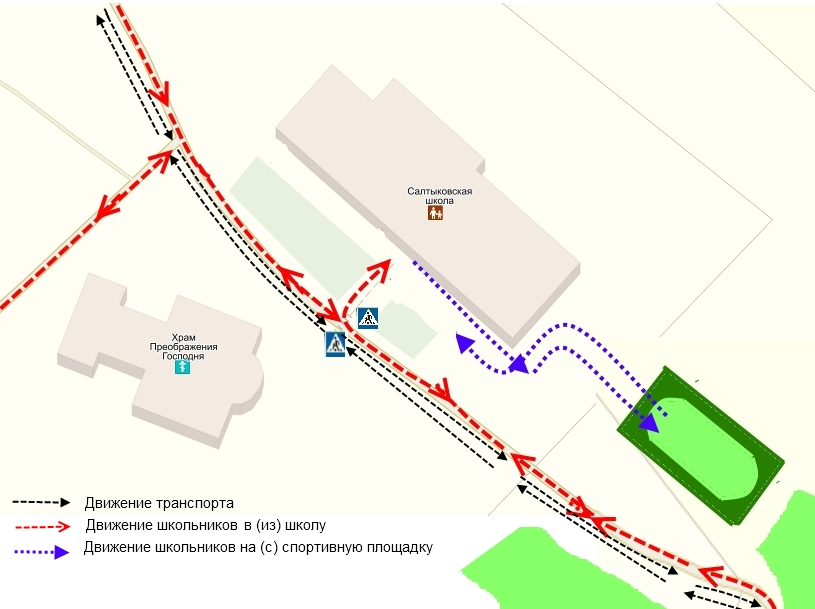 Салтыковская
школа
Храм
Преображения
Господня
Движение транспорта
Движение школьников в (из) школу
Движение школьников на (с) спортивную площадку